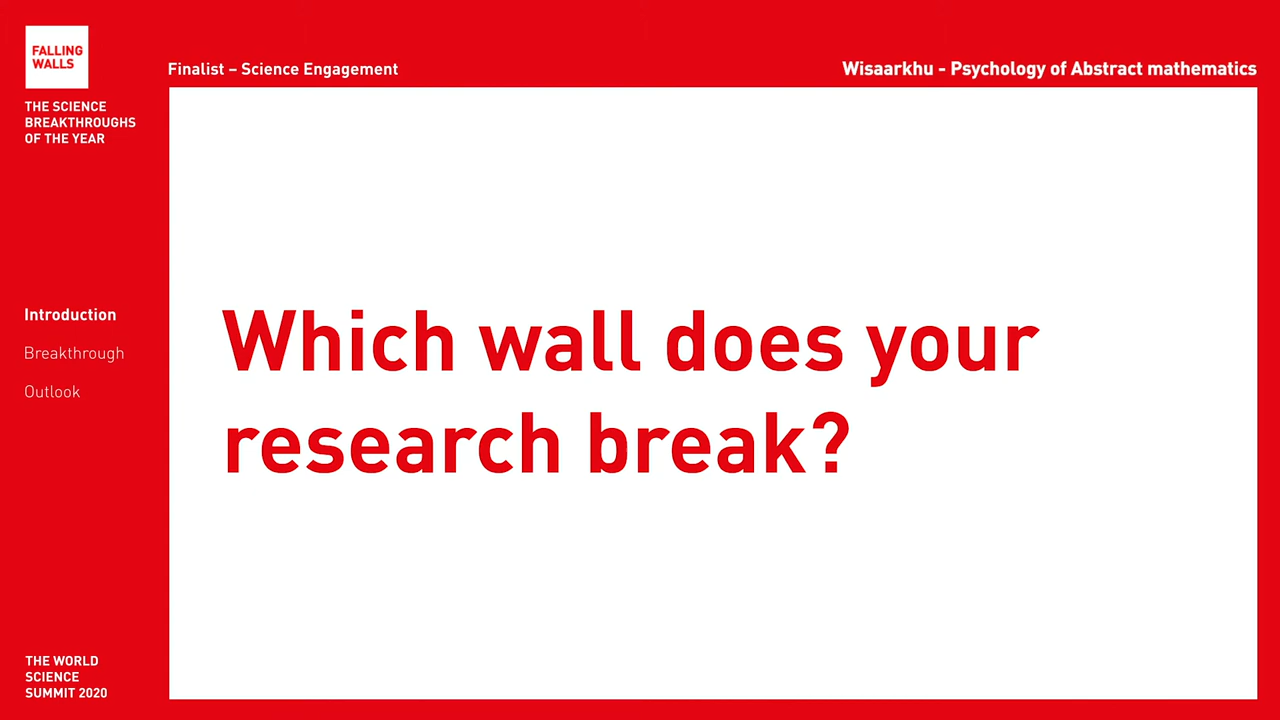 FALLING
WALLS
THE SCIENCE
BREAKTHROUGHS
OF THE YEAR
Finalist – Science Engagement
Wisaarkhu - Psychology of Abstract mathematics
Introduction
Breakthrough
Outlook
Which wall does your
research break?
THE WORLD
SCIENCE
SUMMIT 2020